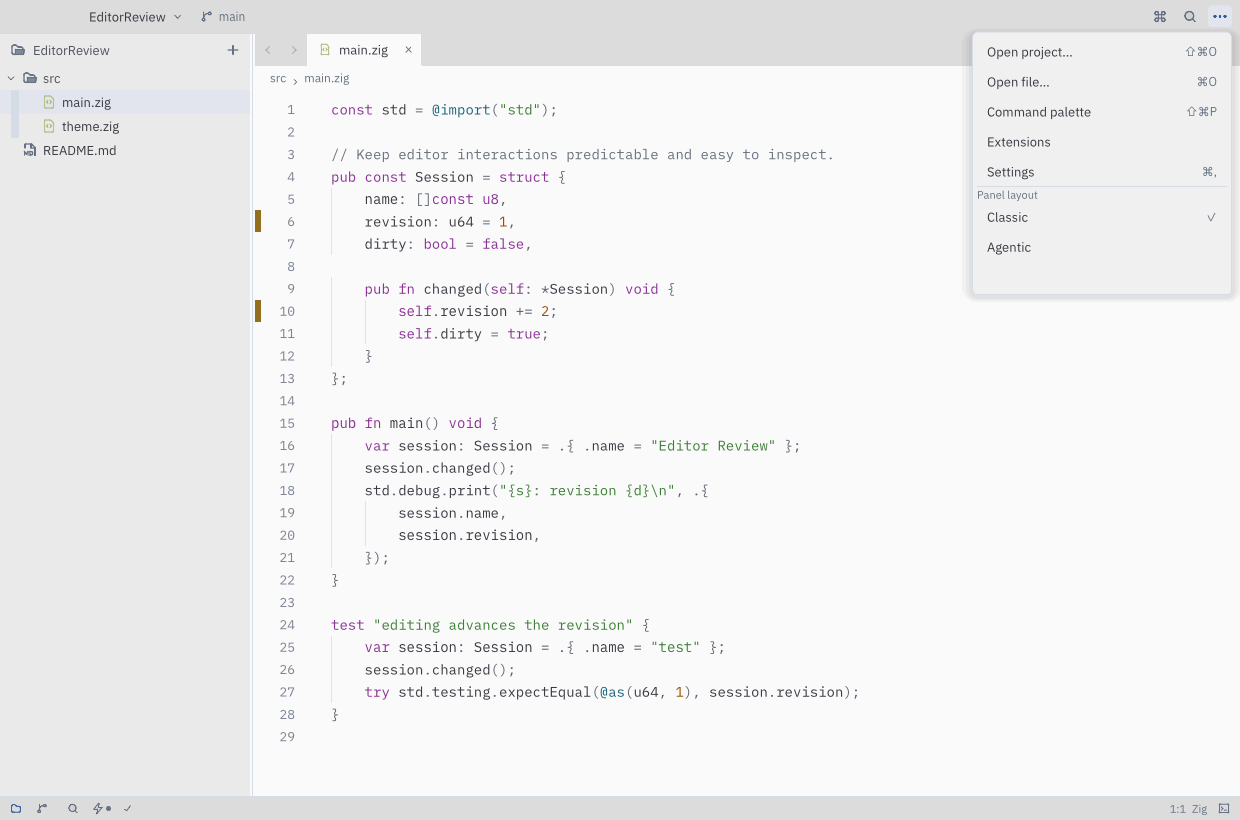 EditorReview main
EditorReview
src
main.zig
theme.zig
README.md
main.zig
src main.zig
1 const std = @import("std");
2
3 // Keep editor interactions predictable and easy to inspect.
4 pub const Session = struct {
5 name: []const u8,
6 revision: u64 = 1,
7 dirty: bool = false,
8
9 pub fn changed(self: *Session) void {
10 self.revision += 2;
11 self.dirty = true;
12 }
13 };
14
15 pub fn main() void {
16 var session: Session = .{ .name = "Editor Review" };
17 session.changed();
18 std.debug.print("{s}: revision {d}\n", .{
19 session.name,
20 session.revision,
21 });
22 }
23
24 test "editing advances the revision" {
25 var session: Session = .{ .name = "test" };
26 session.changed();
27 try std.testing.expectEqual(@as(u64, 1), session.revision);
28 }
29
Open project... ⇧⌘O
Open file... ⌘O
Command palette ⇧⌘P
Extensions
Settings ⌘,
Panel layout
Classic ✓
Agentic
1:1 Zig